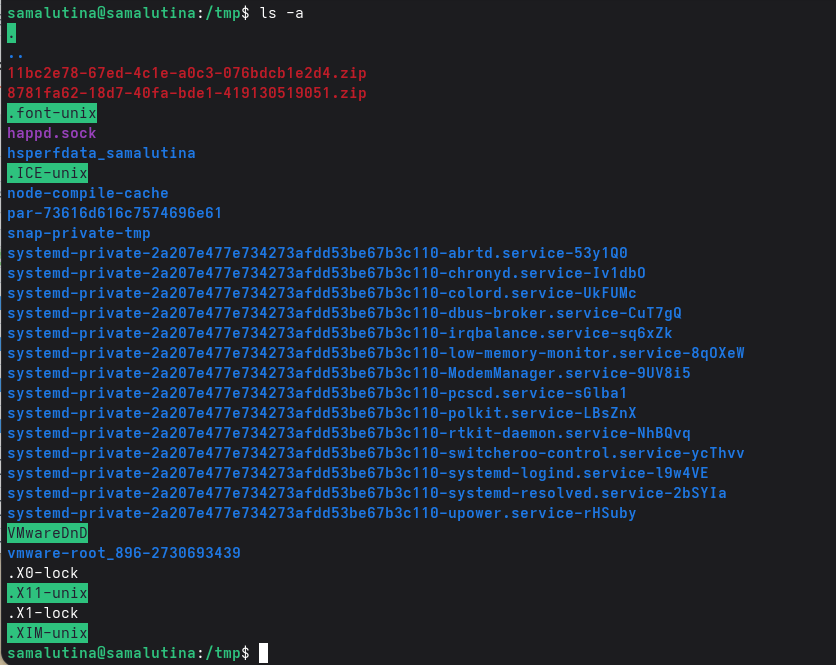 samalutina@samalutina:/tmp$ ls -a
.
..
11bc2e78-67ed-4c1e-a0c3-076bdcb1e2d4.zip
8781fa62-18d7-40fa-bde1-419130519051.zip
.font-unix
happd.sock
hsperfdata_samalutina
.ICE-unix
node-compile-cache
par-73616d616c7574696e61
snap-private-tmp
systemd-private-2a207e477e734273afdd53be67b3c110-abrtd.service-53y1Q0
systemd-private-2a207e477e734273afdd53be67b3c110-chronyd.service-Iv1dbO
systemd-private-2a207e477e734273afdd53be67b3c110-colord.service-UkFUMc
systemd-private-2a207e477e734273afdd53be67b3c110-dbus-broker.service-CuT7gQ
systemd-private-2a207e477e734273afdd53be67b3c110-irqbalance.service-sq6xZk
systemd-private-2a207e477e734273afdd53be67b3c110-low-memory-monitor.service-8qOXeW
systemd-private-2a207e477e734273afdd53be67b3c110-ModemManager.service-9UV8i5
systemd-private-2a207e477e734273afdd53be67b3c110-pcscd.service-sGlba1
systemd-private-2a207e477e734273afdd53be67b3c110-polkit.service-LBsZnX
systemd-private-2a207e477e734273afdd53be67b3c110-rtkit-daemon.service-NhBQvq
systemd-private-2a207e477e734273afdd53be67b3c110-switcheroo-control.service-ycThvv
systemd-private-2a207e477e734273afdd53be67b3c110-systemd-logind.service-l9w4VE
systemd-private-2a207e477e734273afdd53be67b3c110-systemd-resolved.service-2bSYIa
systemd-private-2a207e477e734273afdd53be67b3c110-upower.service-rHSuby
VMwareDnD
vmware-root_896-2730693439
.X0-lock
.X11-unix
.X1-lock
.XIM-unix
samalutina@samalutina:/tmp$